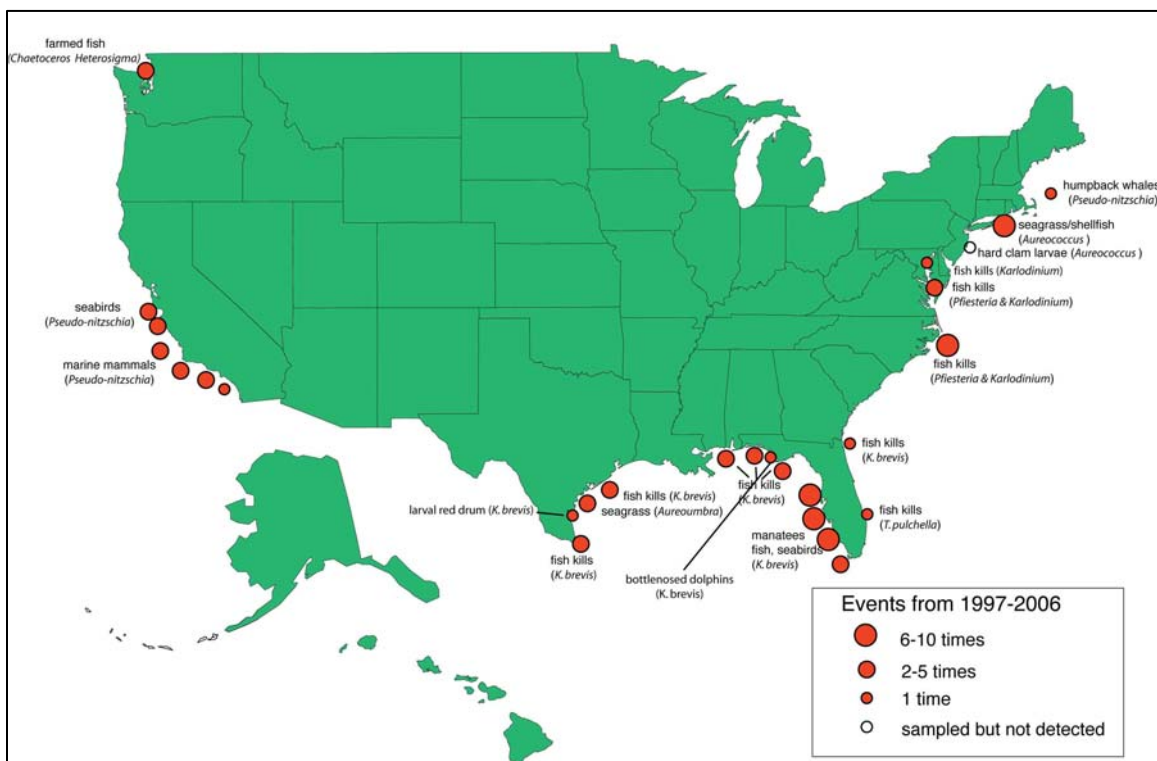 farmed fish
(Chaetoceros Heterosigma)
humpback whales
(Pseudo-nitzschia)
seagrass/shellfish
(Aureococcus )
hard clam larvae (Aureococcus )
fish kills (Karlodinium)
fish kills
(Pfiesteria & Karlodinium)
seabirds
(Pseudo-nitzschia)
marine mammals
(Pseudo-nitzschia)
fish kills
(Pfiesteria & Karlodinium)
fish kills
(K. brevis)
fish kills
(K. brevis)
fish kills (K. brevis)
seagrass (Aureoumbra)
larval red drum (K. brevis)
fish kills
(T. pulchella)
manatees
fish, seabirds
(K. brevis)
fish kills
(K. brevis)
bottlenosed dolphins
(K. brevis)
Events from 1997-2006
6-10 times
2-5 times
1 time
sampled but not detected